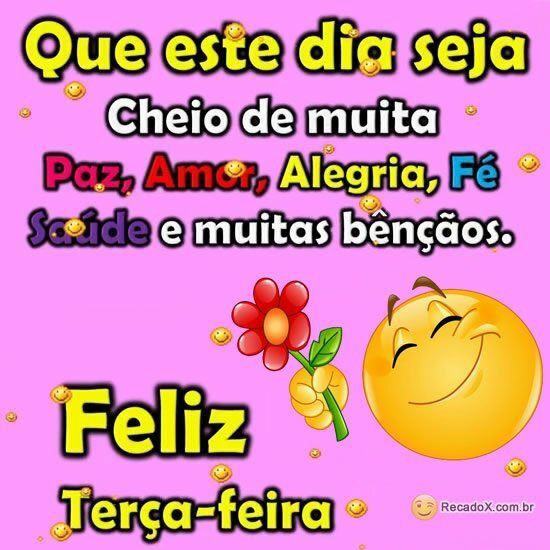 Que este dia seja
Cheio de muita
Paz, Amor, Alegria, Fé
Saúde e muitas bênçãos.
Feliz
Terça-feira
RecadoX.com.br